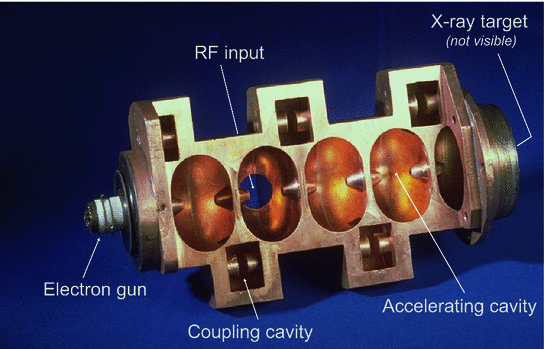 X-ray target
(not visible)
RF input
Electron gun
Coupling cavity
Accelerating cavity